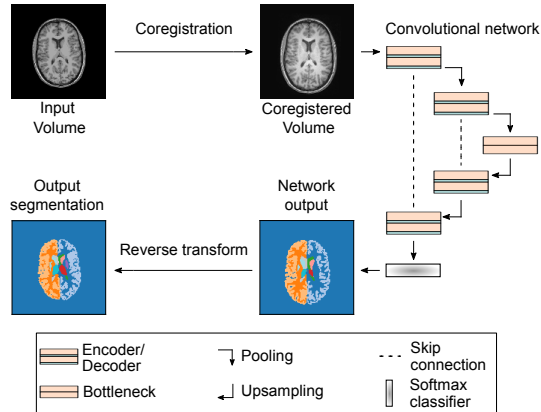 Coregistration
Convolutional network
Input
Volume
Coregistered
Volume
Output
segmentation
Network
output
Reverse transform
Encoder/
Decoder
Pooling
Skip
connection
Bottleneck
Upsampling
Softmax
classifier